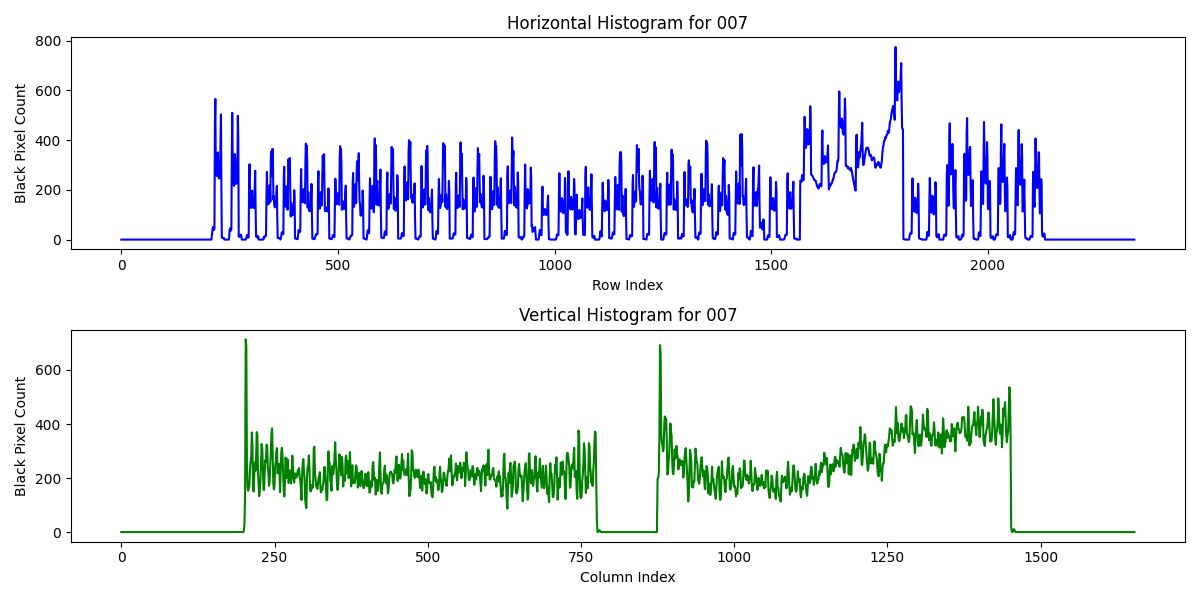 Horizontal Histogram for 007
800
600
400
200
0
Black Pixel Count
0 500 1000 1500 2000
Row Index
Vertical Histogram for 007
600
400
200
0
Black Pixel Count
0 250 500 750 1000 1250 1500
Column Index